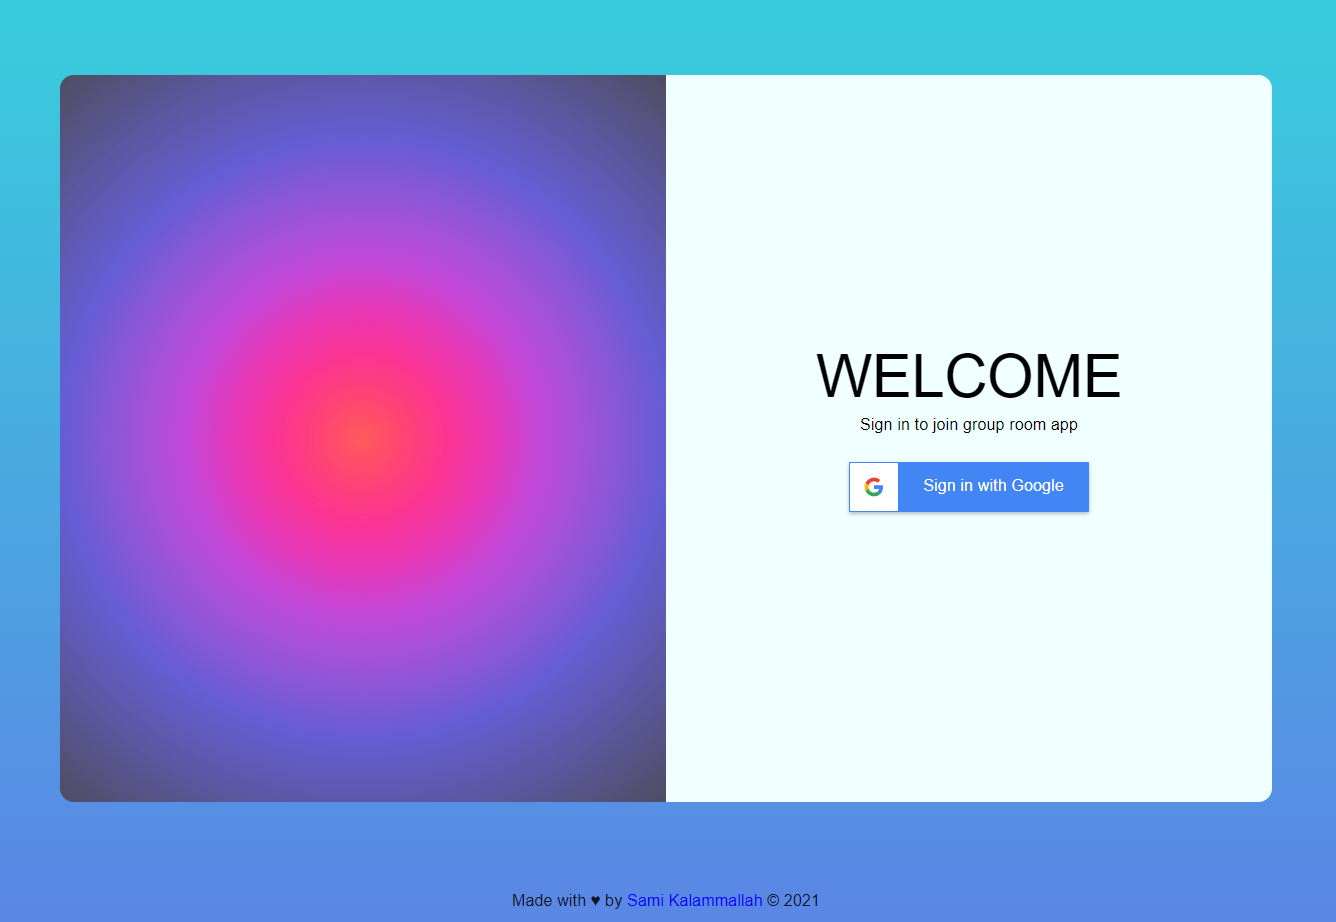 WELCOME
Sign in to join group room app
Sign in with Google
Made with ♥ by Sami Kalammallah © 2021